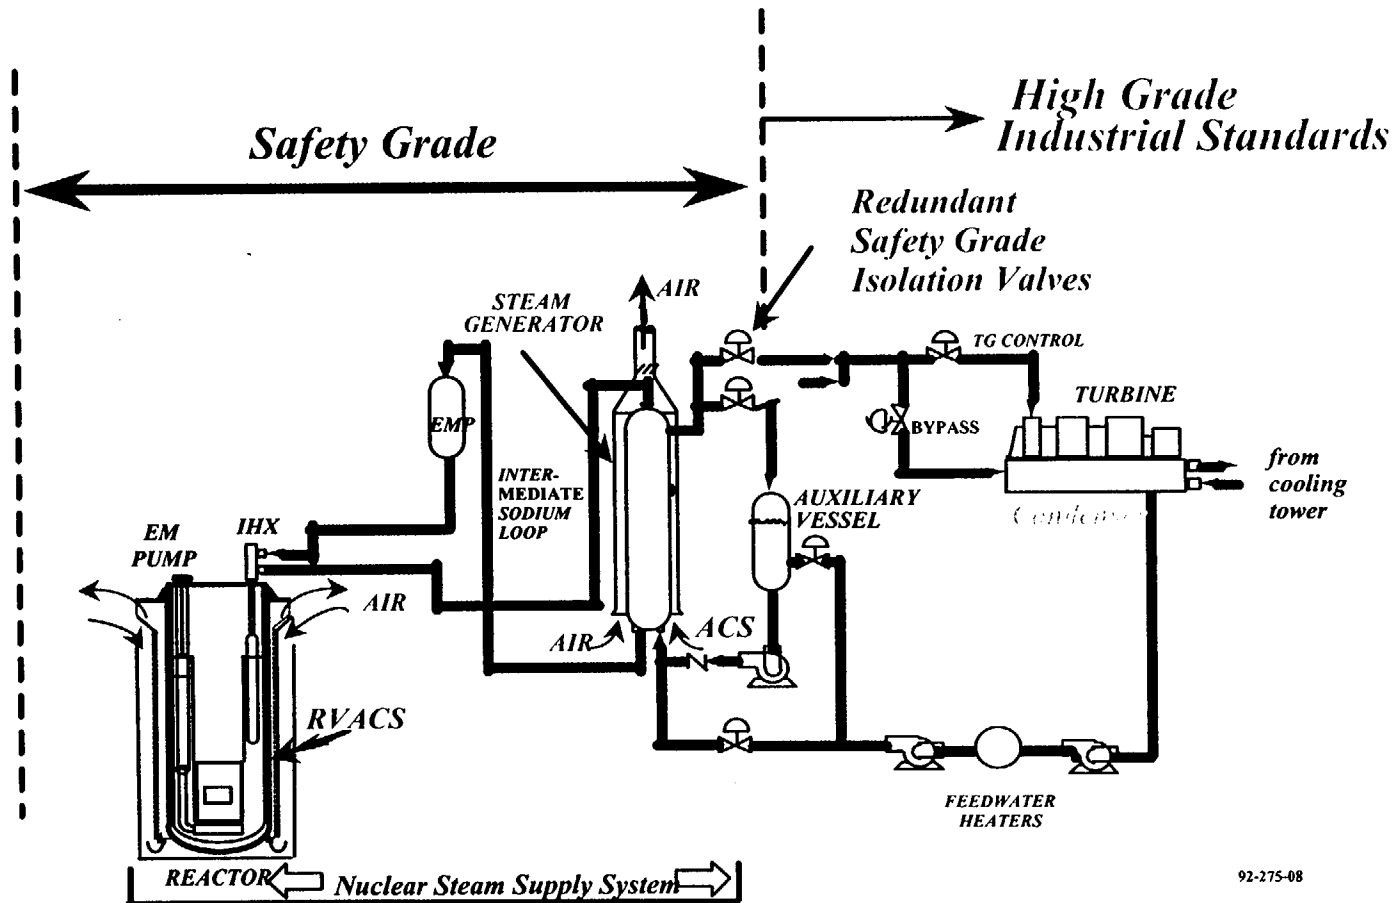 High Grade
Industrial Standards
Safety Grade
Redundant
Safety Grade
Isolation Valves
AIR
STEAM
GENERATOR
TG CONTROL
TURBINE
EMP
BYPASS
from
cooling
tower
INTER-
MEDIATE
SODIUM
LOOP
AUXILIARY
VESSEL
Condenser
EM
PUMP
IHX
AIR
AIR
ACS
RVACS
FEEDWATER
HEATERS
REACTOR
Nuclear Steam Supply System
92-275-08